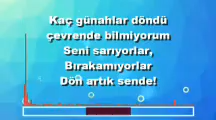 Kaç günahlar döndü
çevrende bilmiyorum
Seni sarıyorlar,
Bırakamıyorlar
Dön artık sende!